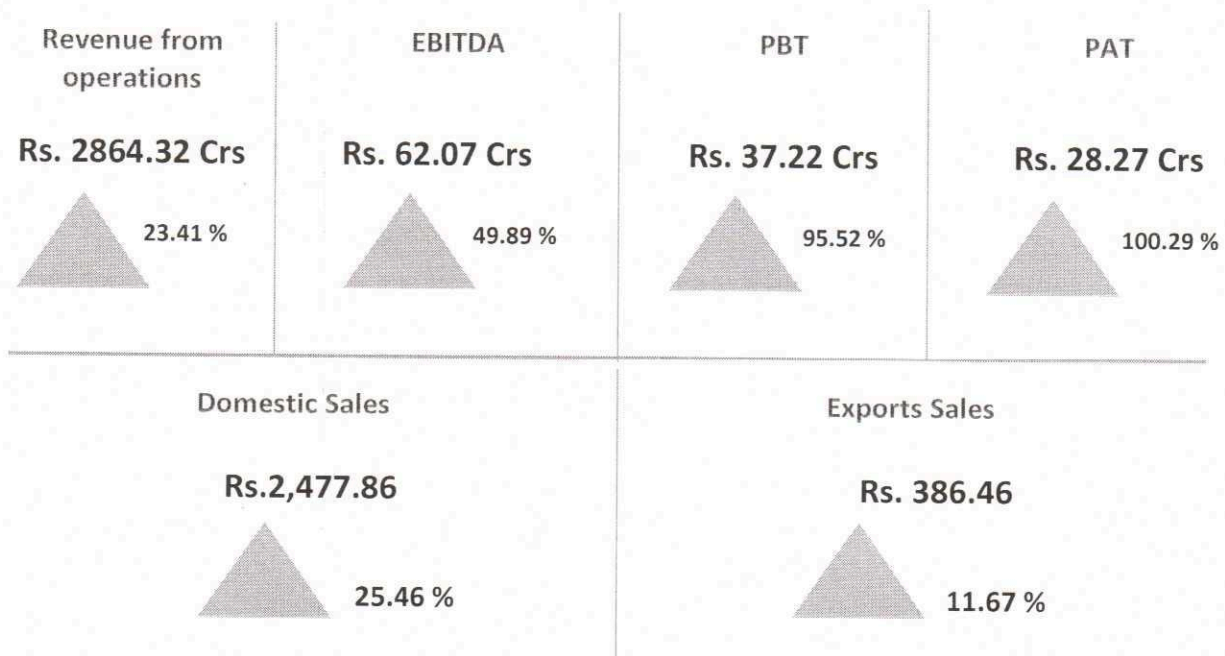 Revenue from
operations
Rs. 2864.32 Crs
23.41 %
EBITDA
Rs. 62.07 Crs
49.89 %
PBT
Rs. 37.22 Crs
95.52 %
PAT
Rs. 28.27 Crs
100.29 %
Domestic Sales
Rs.2,477.86
25.46 %
Exports Sales
Rs. 386.46
11.67 %